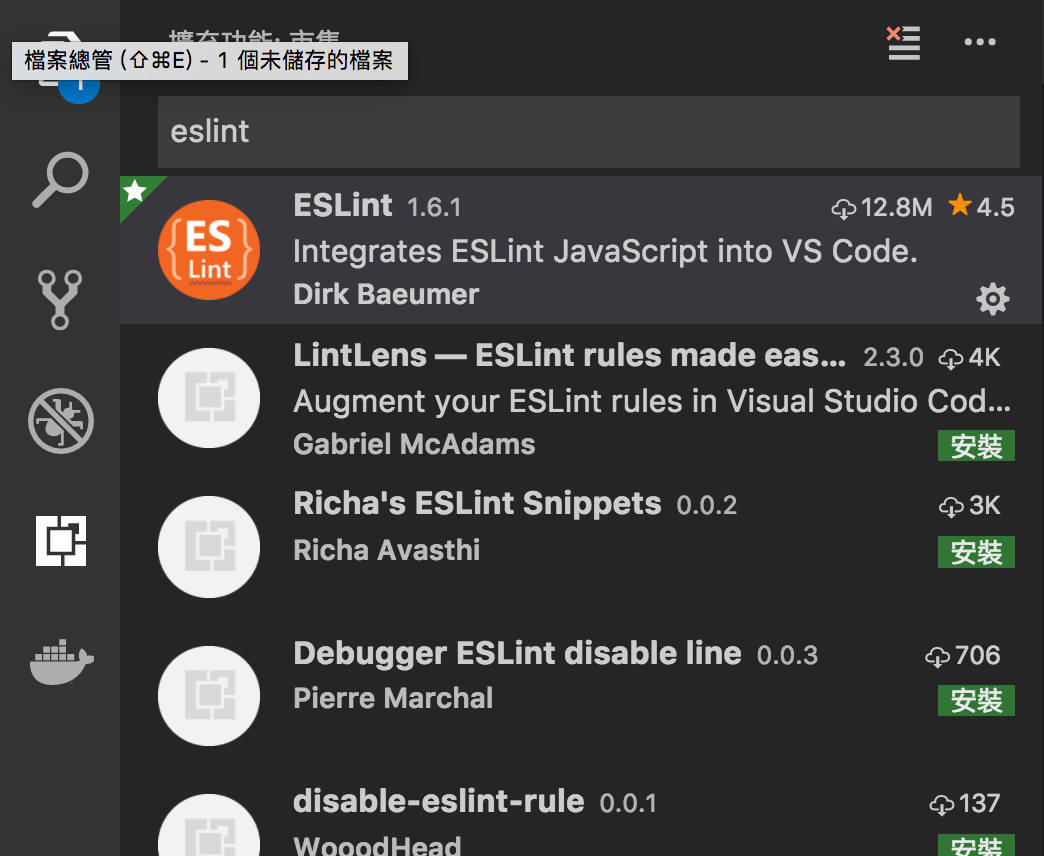 擴充功能: 市集
檔案總管 (⇧⌘E) - 1 個未儲存的檔案
1
eslint
ESLint 1.6.1 12.8M 4.5
{ES
Lint}
Integrates ESLint JavaScript into VS Code.
Dirk Baeumer
LintLens — ESLint rules made eas... 2.3.0 4K
Augment your ESLint rules in Visual Studio Cod...
Gabriel McAdams 安裝
Richa's ESLint Snippets 0.0.2 3K
Richa Avasthi 安裝
Debugger ESLint disable line 0.0.3 706
Pierre Marchal 安裝
disable-eslint-rule 0.0.1 137
WooodHead 安裝